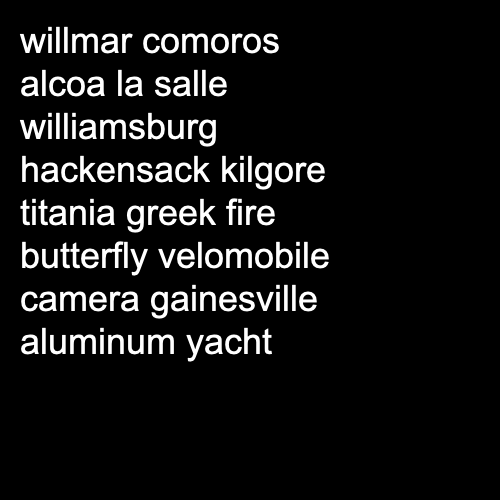 willmar comoros
alcoa la salle
williamsburg
hackensack kilgore
titania greek fire
butterfly velomobile
camera gainesville
aluminum yacht